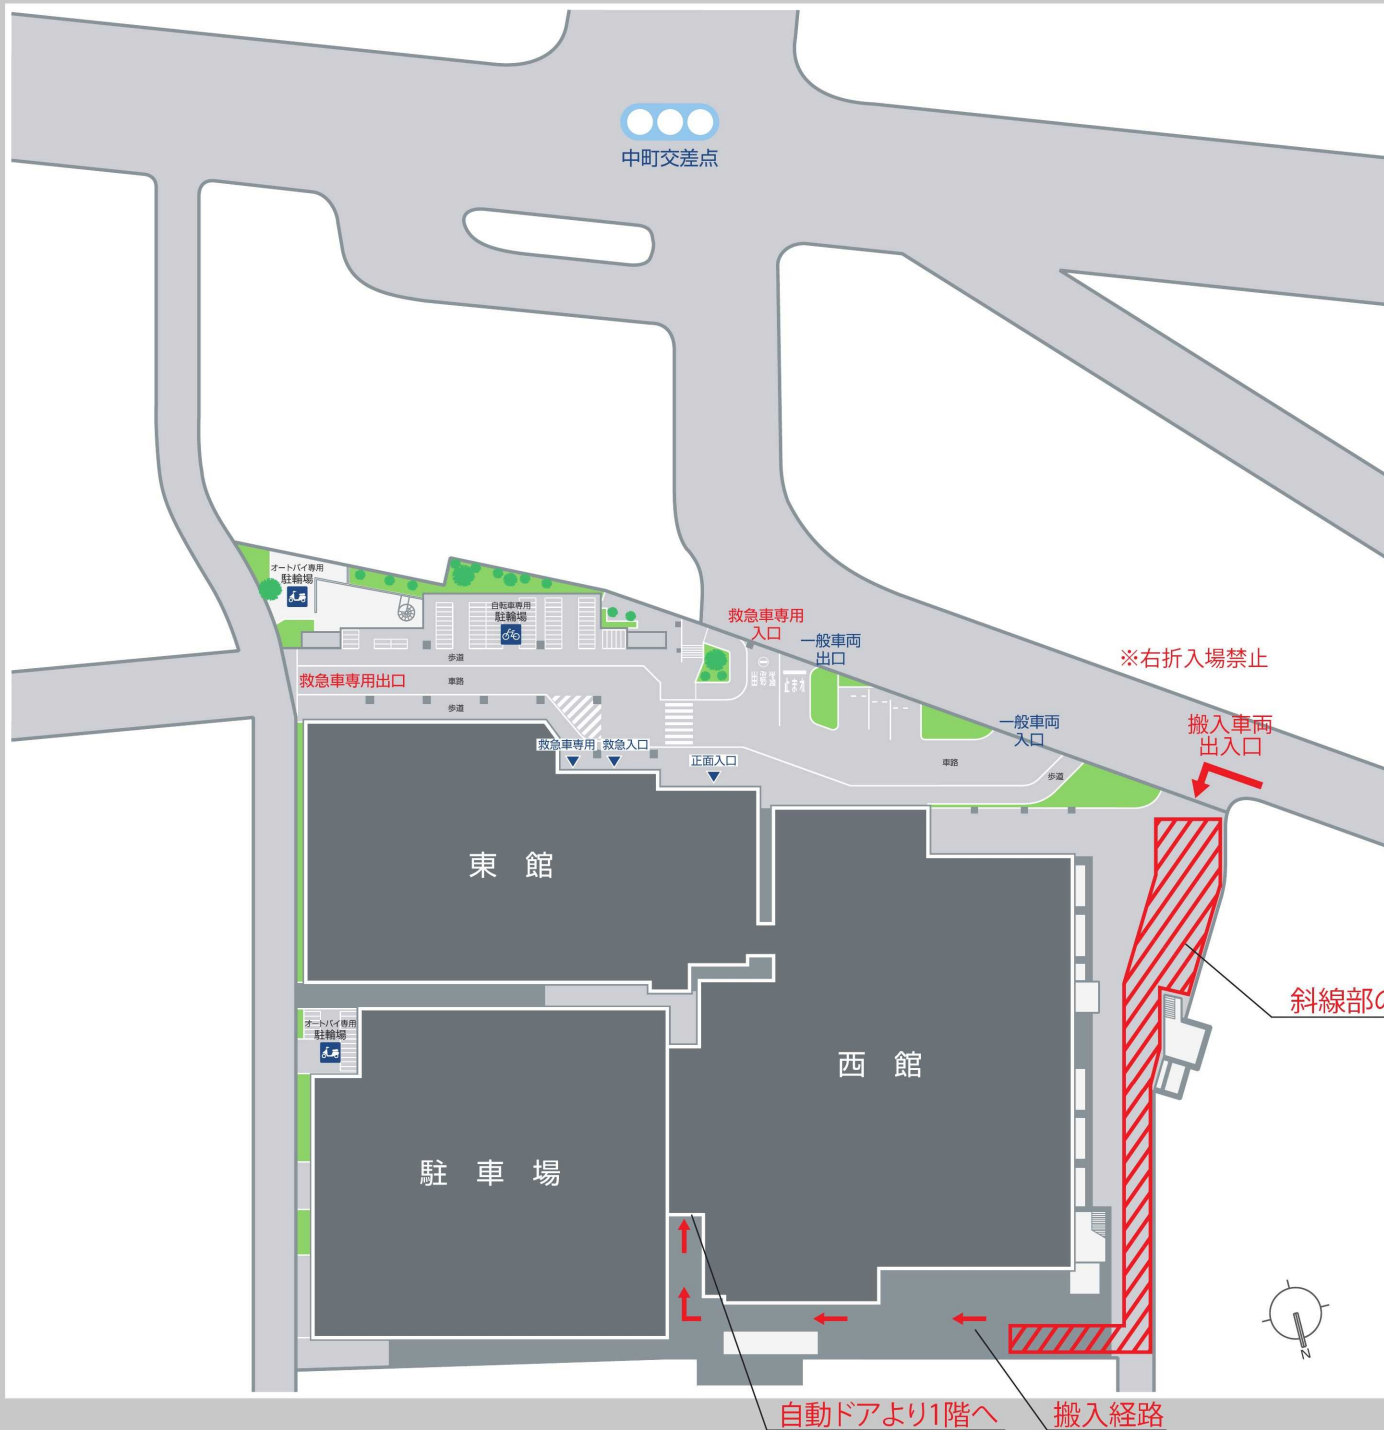 中町交差点
オートバイ専用
駐輪場
自転車専用
駐輪場
救急車専用
入口
一般車両
出口
※右折入場禁止
歩道
救急車専用出口
車路
歩道
一般車両
入口
搬入車両
出入口
救急車専用
救急入口
正面入口
車路
歩道
東 館
斜線部の
オートバイ専用
駐輪場
西 館
駐 車 場
N
自動ドアより1階へ
搬入経路